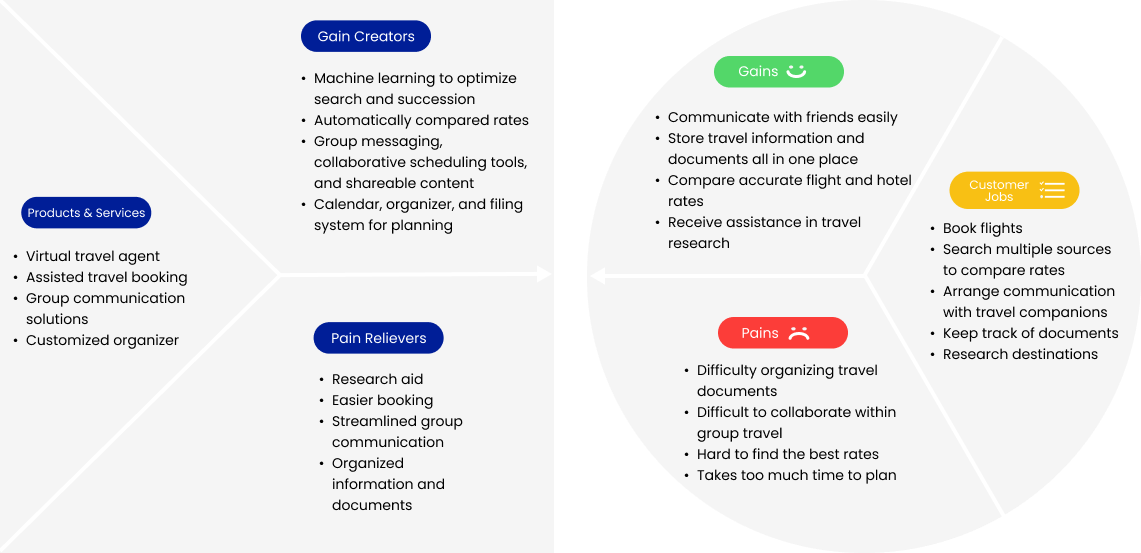 Products & Services
• Virtual travel agent
• Assisted travel booking
• Group communication
solutions
• Customized organizer
Gain Creators
• Machine learning to optimize
search and succession
• Automatically compared rates
• Group messaging,
collaborative scheduling tools,
and shareable content
• Calendar, organizer, and filing
system for planning
Pain Relievers
• Research aid
• Easier booking
• Streamlined group
communication
• Organized
information and
documents
Gains
• Communicate with friends easily
• Store travel information and
documents all in one place
• Compare accurate flight and hotel
rates
• Receive assistance in travel
research
Pains
• Difficulty organizing travel
documents
• Difficult to collaborate within
group travel
• Hard to find the best rates
• Takes too much time to plan
Customer
Jobs
• Book flights
• Search multiple sources
to compare rates
• Arrange communication
with travel companions
• Keep track of documents
• Research destinations